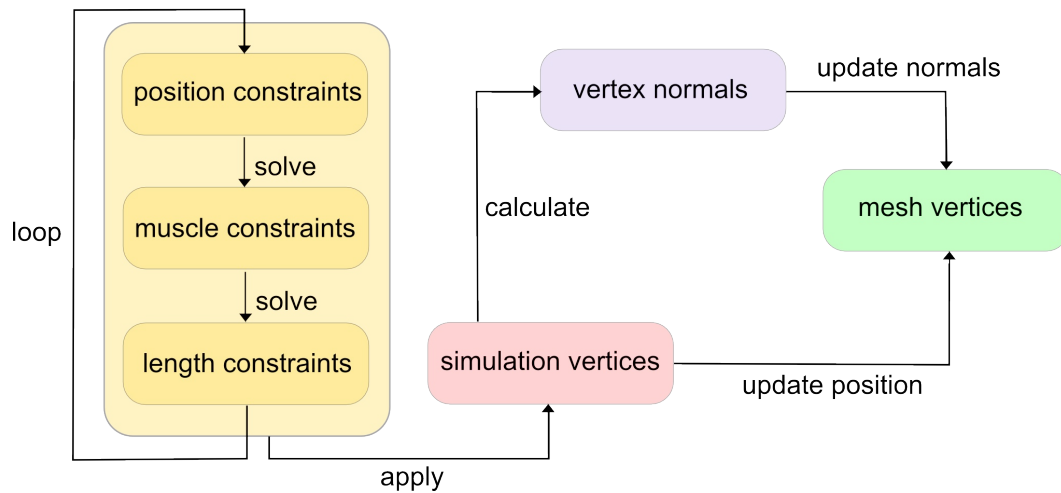 position constraints
solve
muscle constraints
solve
length constraints
loop
apply
simulation vertices
calculate
vertex normals
update normals
mesh vertices
update position